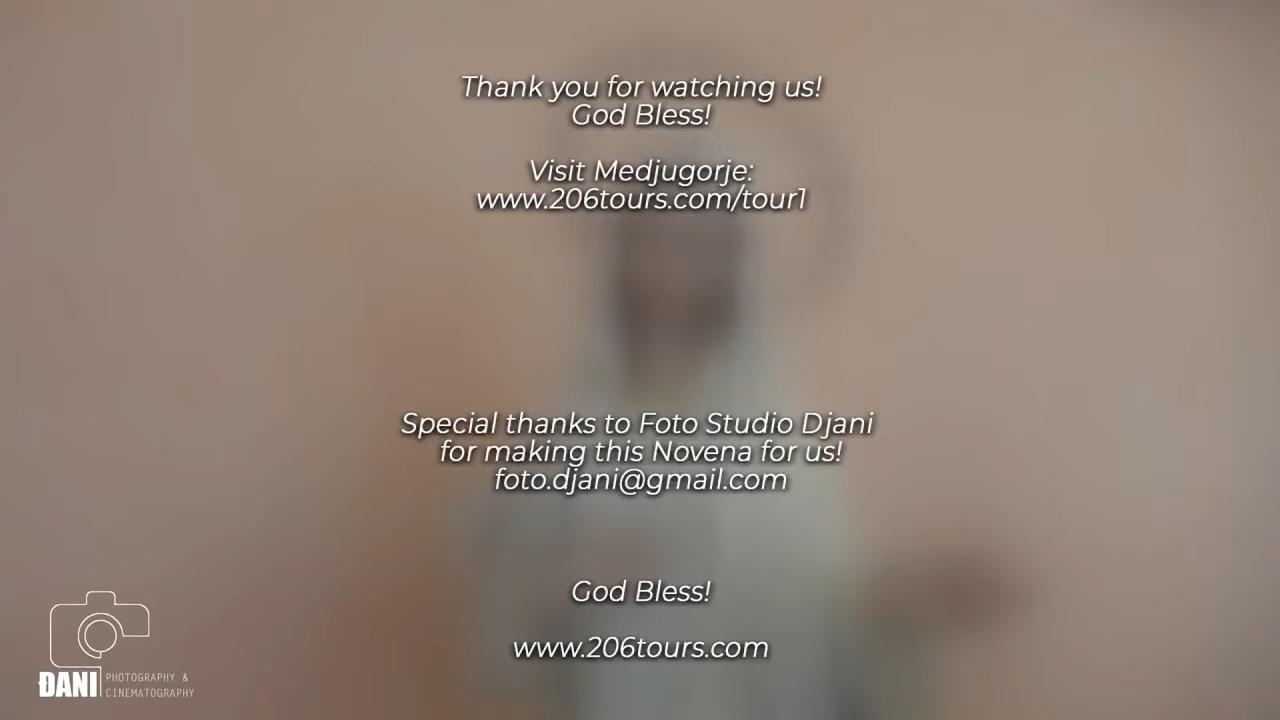 Thank you for watching us!
God Bless!
Visit Medjugorje:
www.206tours.com/tour1
Special thanks to Foto Studio Djani
for making this Novena for us!
foto.djani@gmail.com
God Bless!
www.206tours.com
ĐANI
PHOTOGRAPHY &
CINEMATOGRAPHY